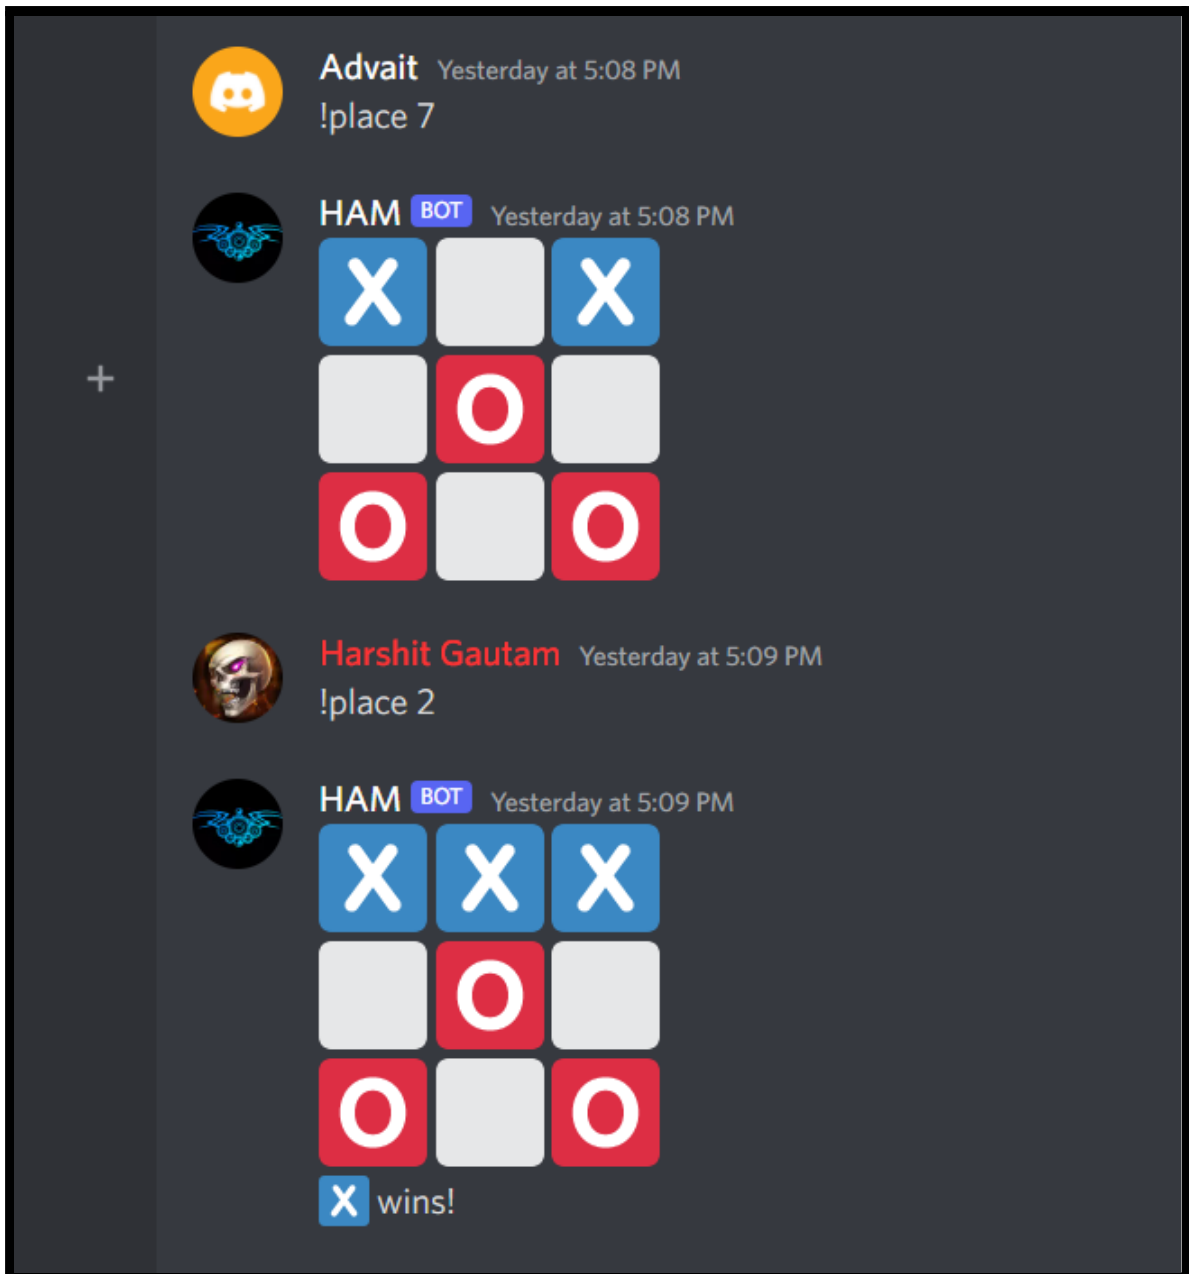 Advait Yesterday at 5:08 PM
!place 7
HAM BOT Yesterday at 5:08 PM
X X
O
O O
Harshit Gautam Yesterday at 5:09 PM
!place 2
HAM BOT Yesterday at 5:09 PM
X X X
O
O O
X wins!